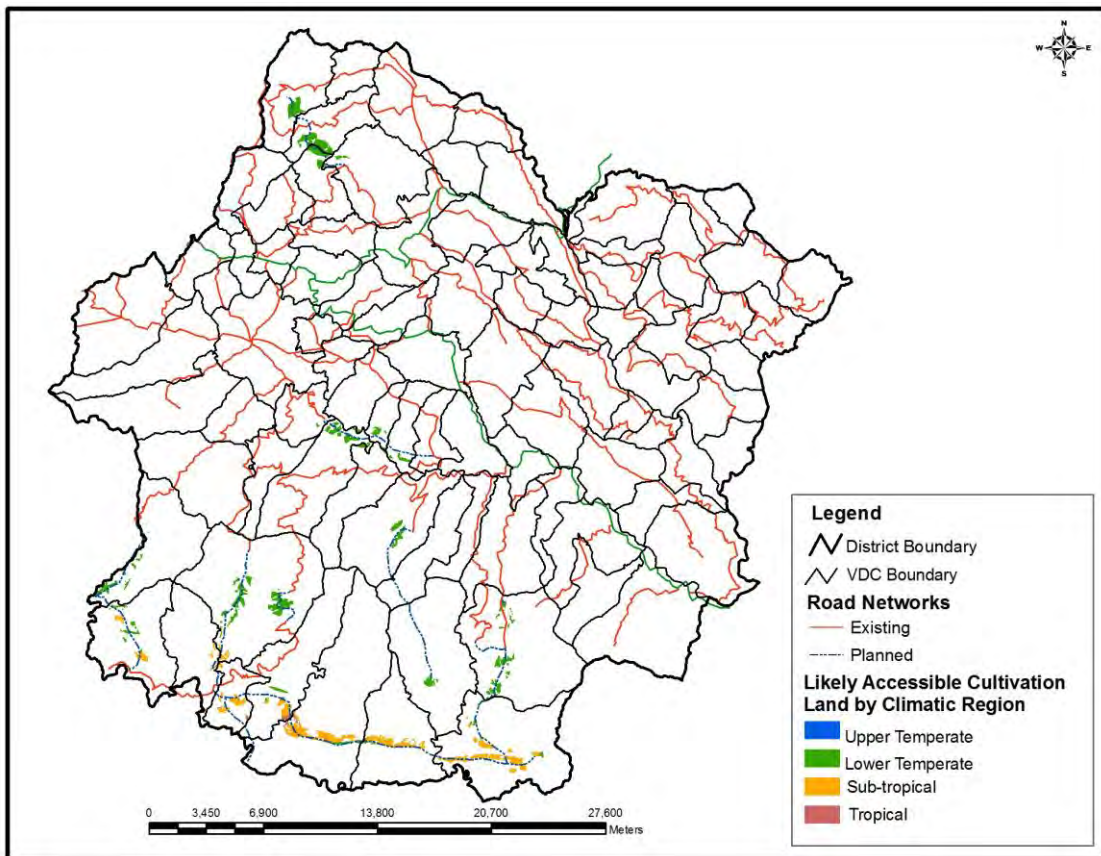 N
W E
S
Legend
District Boundary
VDC Boundary
Road Networks
Existing
Planned
Likely Accessible Cultivation
Land by Climatic Region
Upper Temperate
Lower Temperate
Sub-tropical
Tropical
0 3,450 6,900 13,800 20,700 27,600
Meters